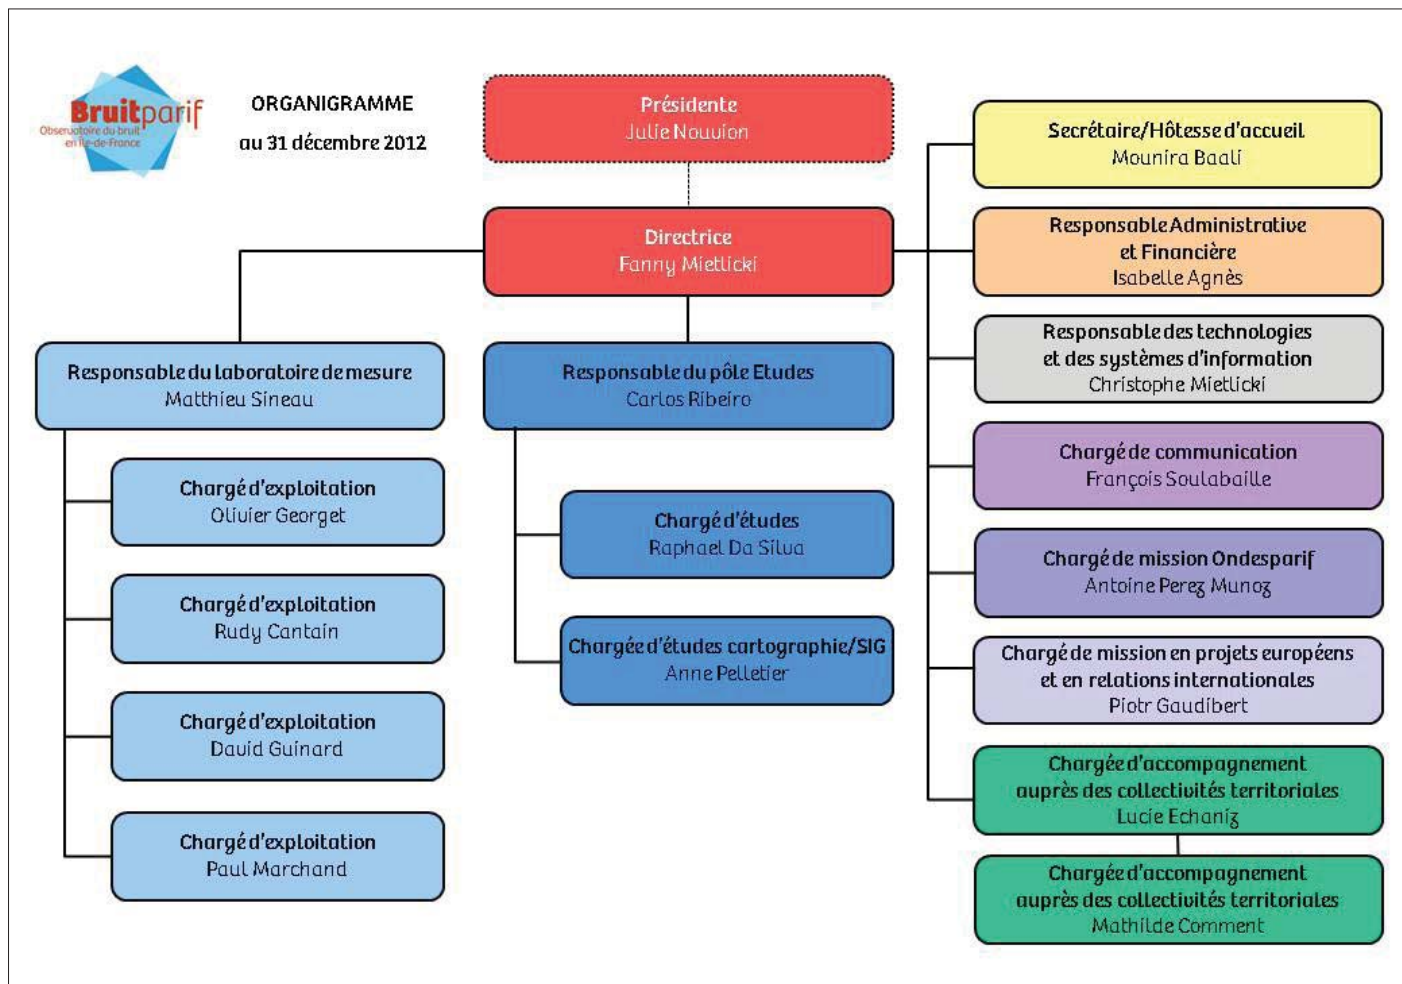 Bruitparif
Observatoire du bruit
en Ile-de-France
ORGANIGRAMME
au 31 décembre 2012
Présidente
Julie Nouvion
Directrice
Fanny Mietlicki
Responsable du laboratoire de mesure
Matthieu Sineau
Chargé d'exploitation
Olivier Georget
Chargé d'exploitation
Rudy Cantain
Chargé d'exploitation
David Guinard
Chargé d'exploitation
Paul Marchand
Responsable du pôle Etudes
Carlos Ribeiro
Chargé d'études
Raphael Da Silva
Chargée d'études cartographie/SIG
Anne Pelletier
Secrétaire/Hôtesse d'accueil
Mounira Baali
Responsable Administrative
et Financière
Isabelle Agnès
Responsable des technologies
et des systèmes d'information
Christophe Mietlicki
Chargé de communication
François Soulabaille
Chargé de mission Ondesparif
Antoine Perez Munoz
Chargé de mission en projets européens
et en relations internationales
Piotr Gaudibert
Chargée d'accompagnement
auprès des collectivités territoriales
Lucie Echaniz
Chargée d'accompagnement
auprès des collectivités territoriales
Mathilde Comment